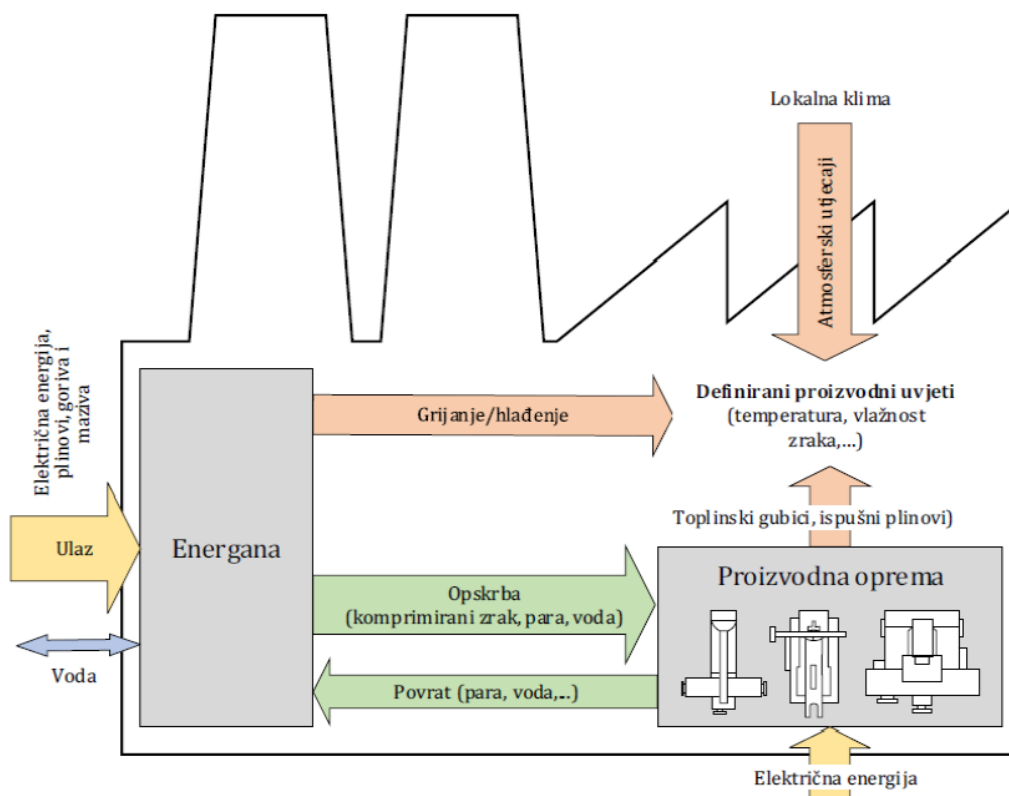 Lokalna klima
Atmosferski utjecaji
Električna energija,
plinovi, goriva i
maziva
Definirani proizvodni uvjeti
(temperatura, vlažnost
zraka,...)
Grijanje/hlađenje
Toplinski gubici, ispušni plinovi)
Ulaz
Energana
Proizvodna oprema
Opskrba
(komprimirani zrak, para, voda)
Voda
Povrat (para, voda,...)
Električna energija